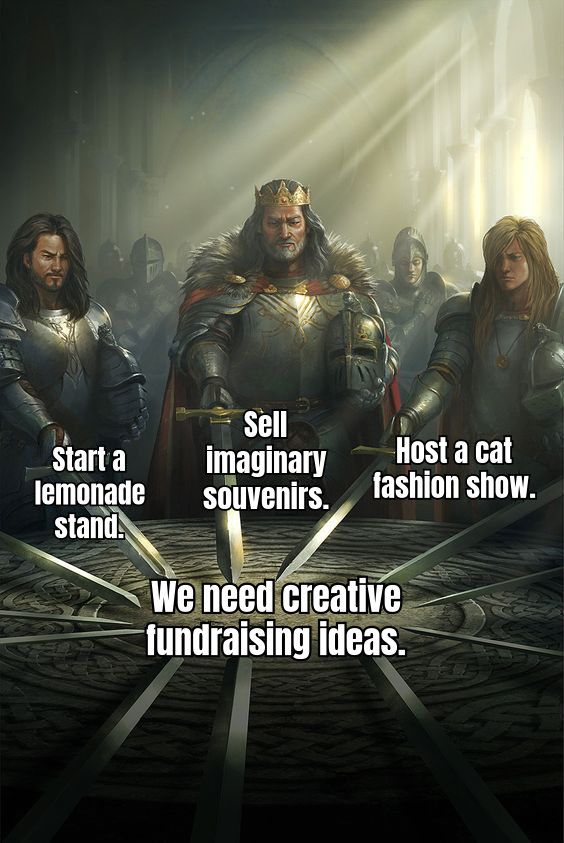 Start a
lemonade
stand.
Sell
imaginary
souvenirs.
Host a cat
fashion show.
We need creative
fundraising ideas.